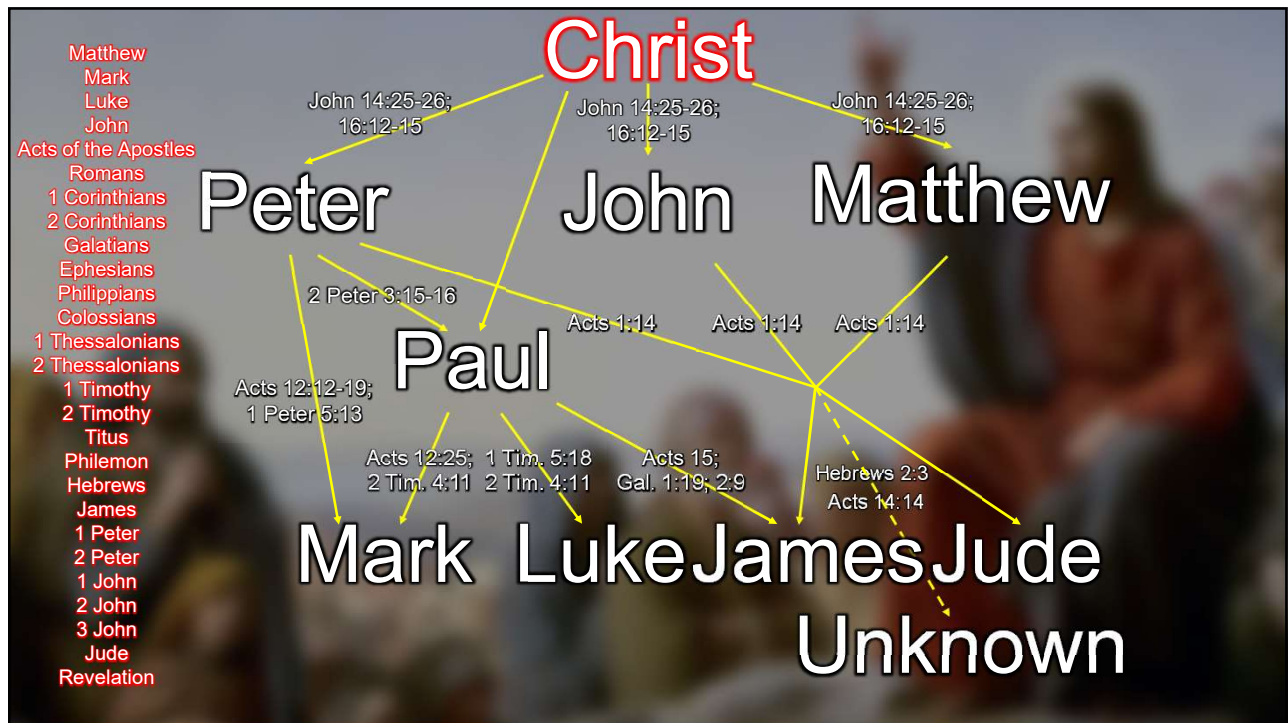 Christ
Matthew
Mark
Luke
John
Acts of the Apostles
Romans
1 Corinthians
2 Corinthians
Galatians
Ephesians
Philippians
Colossians
1 Thessalonians
2 Thessalonians
1 Timothy
2 Timothy
Titus
Philemon
Hebrews
James
1 Peter
2 Peter
1 John
2 John
3 John
Jude
Revelation
John 14:25-26;
16:12-15
John 14:25-26;
16:12-15
John 14:25-26;
16:12-15
Peter
John
Matthew
2 Peter 3:15-16
Acts 1:14
Acts 1:14
Acts 1:14
Paul
Acts 12:12-19;
1 Peter 5:13
Acts 12:25;
2 Tim. 4:11
1 Tim. 5:18
2 Tim. 4:11
Acts 15;
Gal. 1:19; 2:9
Hebrews 2:3
Acts 14:14
Mark
Luke
James
Jude
Unknown